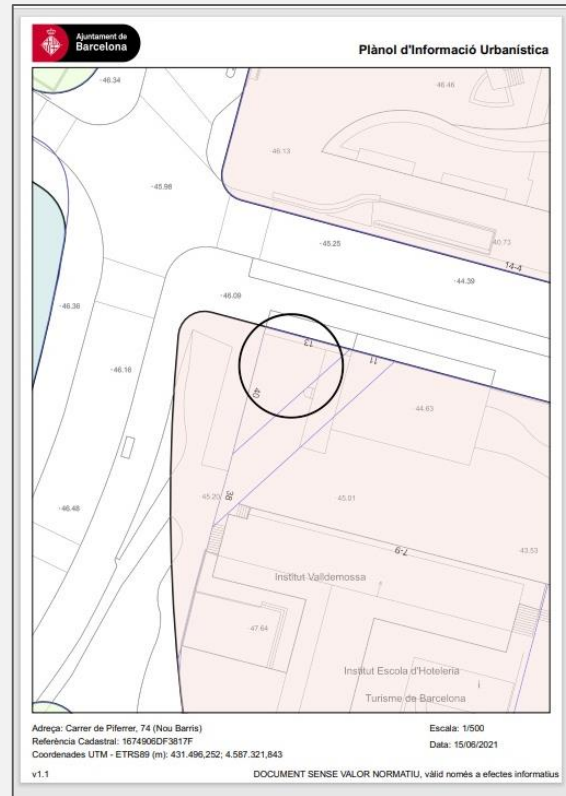 Ajuntament de
Barcelona
Plànol d'Informació Urbanística
-46.34
46.46
46.13
-45.98
-45.25
40.73
14-4
-44.39
-46.36
-46.09
13
11
-46.16
40
-44.63
45.20
38
45.01
-46.48
7-9
-43.53
Institut Valldemossa
-47.64
Institut Escola d'Hoteleria
i
Turisme de Barcelona
Adreça: Carrer de Piferrer, 74 (Nou Barris)
Escala: 1/500
Referència Cadastral: 1674906DF3817F
Data: 15/06/2021
Coordenades UTM - ETRS89 (m): 431.496,252; 4.587.321,843
v1.1
DOCUMENT SENSE VALOR NORMATIU, vàlid només a efectes informatius